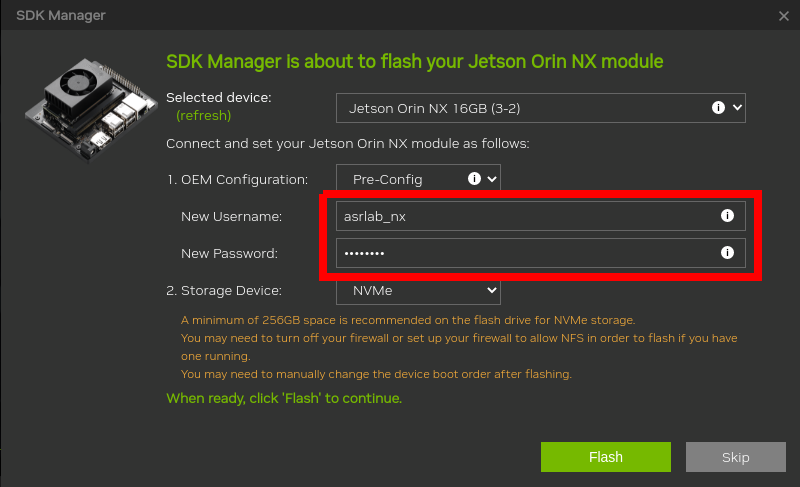 SDK Manager
SDK Manager is about to flash your Jetson Orin NX module
Selected device:
Jetson Orin NX 16GB (3-2)
(refresh)
Connect and set your Jetson Orin NX module as follows:
1. OEM Configuration: Pre-Config
New Username: asrlab_nx
New Password: ••••••••
2. Storage Device: NVMe
A minimum of 256GB space is recommended on the flash drive for NVMe storage.
You may need to turn off your firewall or set up your firewall to allow NFS in order to flash if you have
one running.
You may need to manually change the device boot order after flashing.
When ready, click 'Flash' to continue.
Flash Skip